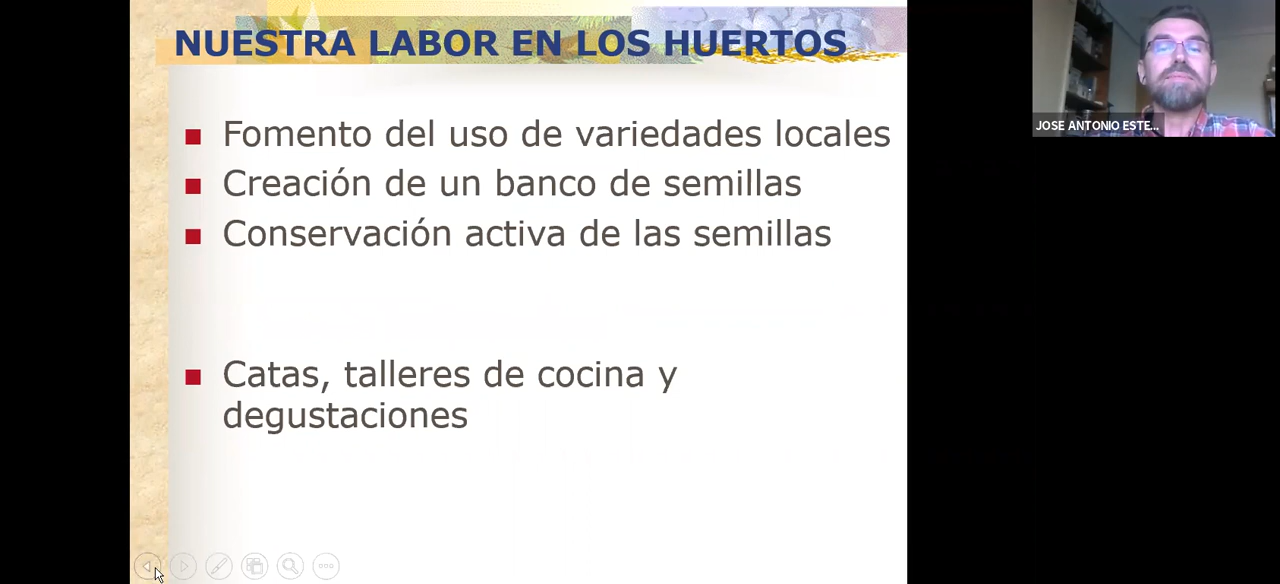 NUESTRA LABOR EN LOS HUERTOS
Fomento del uso de variedades locales
Creación de un banco de semillas
Conservación activa de las semillas
Catas, talleres de cocina y
degustaciones
JOSE ANTONIO ESTE...